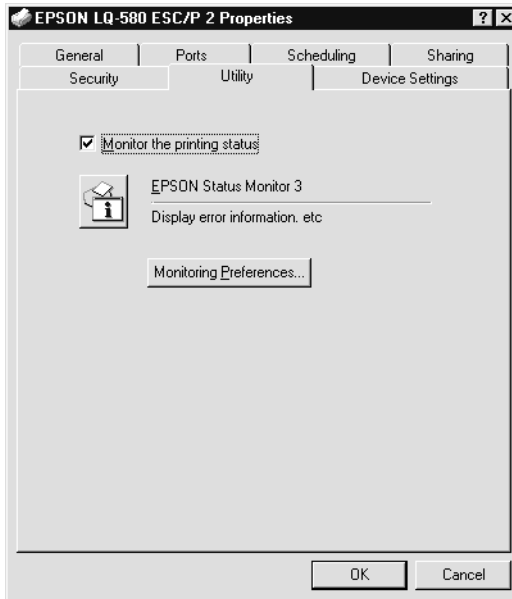 EPSON LQ-580 ESC/P 2 Properties
General Ports Scheduling Sharing
Security Utility Device Settings
Monitor the printing status
EPSON Status Monitor 3
Display error information. etc
Monitoring Preferences...
OK Cancel